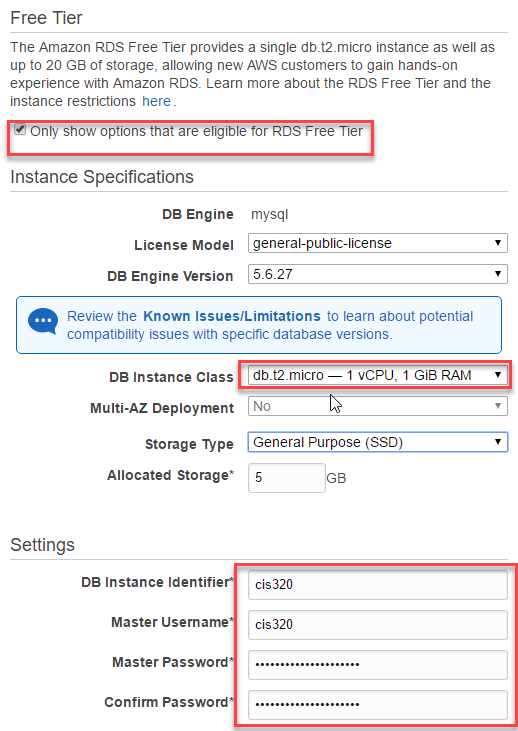 Free Tier
The Amazon RDS Free Tier provides a single db.t2.micro instance as well as
up to 20 GB of storage, allowing new AWS customers to gain hands-on
experience with Amazon RDS. Learn more about the RDS Free Tier and the
instance restrictions here.
Only show options that are eligible for RDS Free Tier
Instance Specifications
DB Engine mysql
License Model general-public-license
DB Engine Version 5.6.27
Review the Known Issues/Limitations to learn about potential
compatibility issues with specific database versions.
DB Instance Class db.t2.micro — 1 vCPU, 1 GiB RAM
Multi-AZ Deployment No
Storage Type General Purpose (SSD)
Allocated Storage* 5 GB
Settings
DB Instance Identifier* cis320
Master Username* cis320
Master Password* •••••••••••••••••••••
Confirm Password* •••••••••••••••••••••